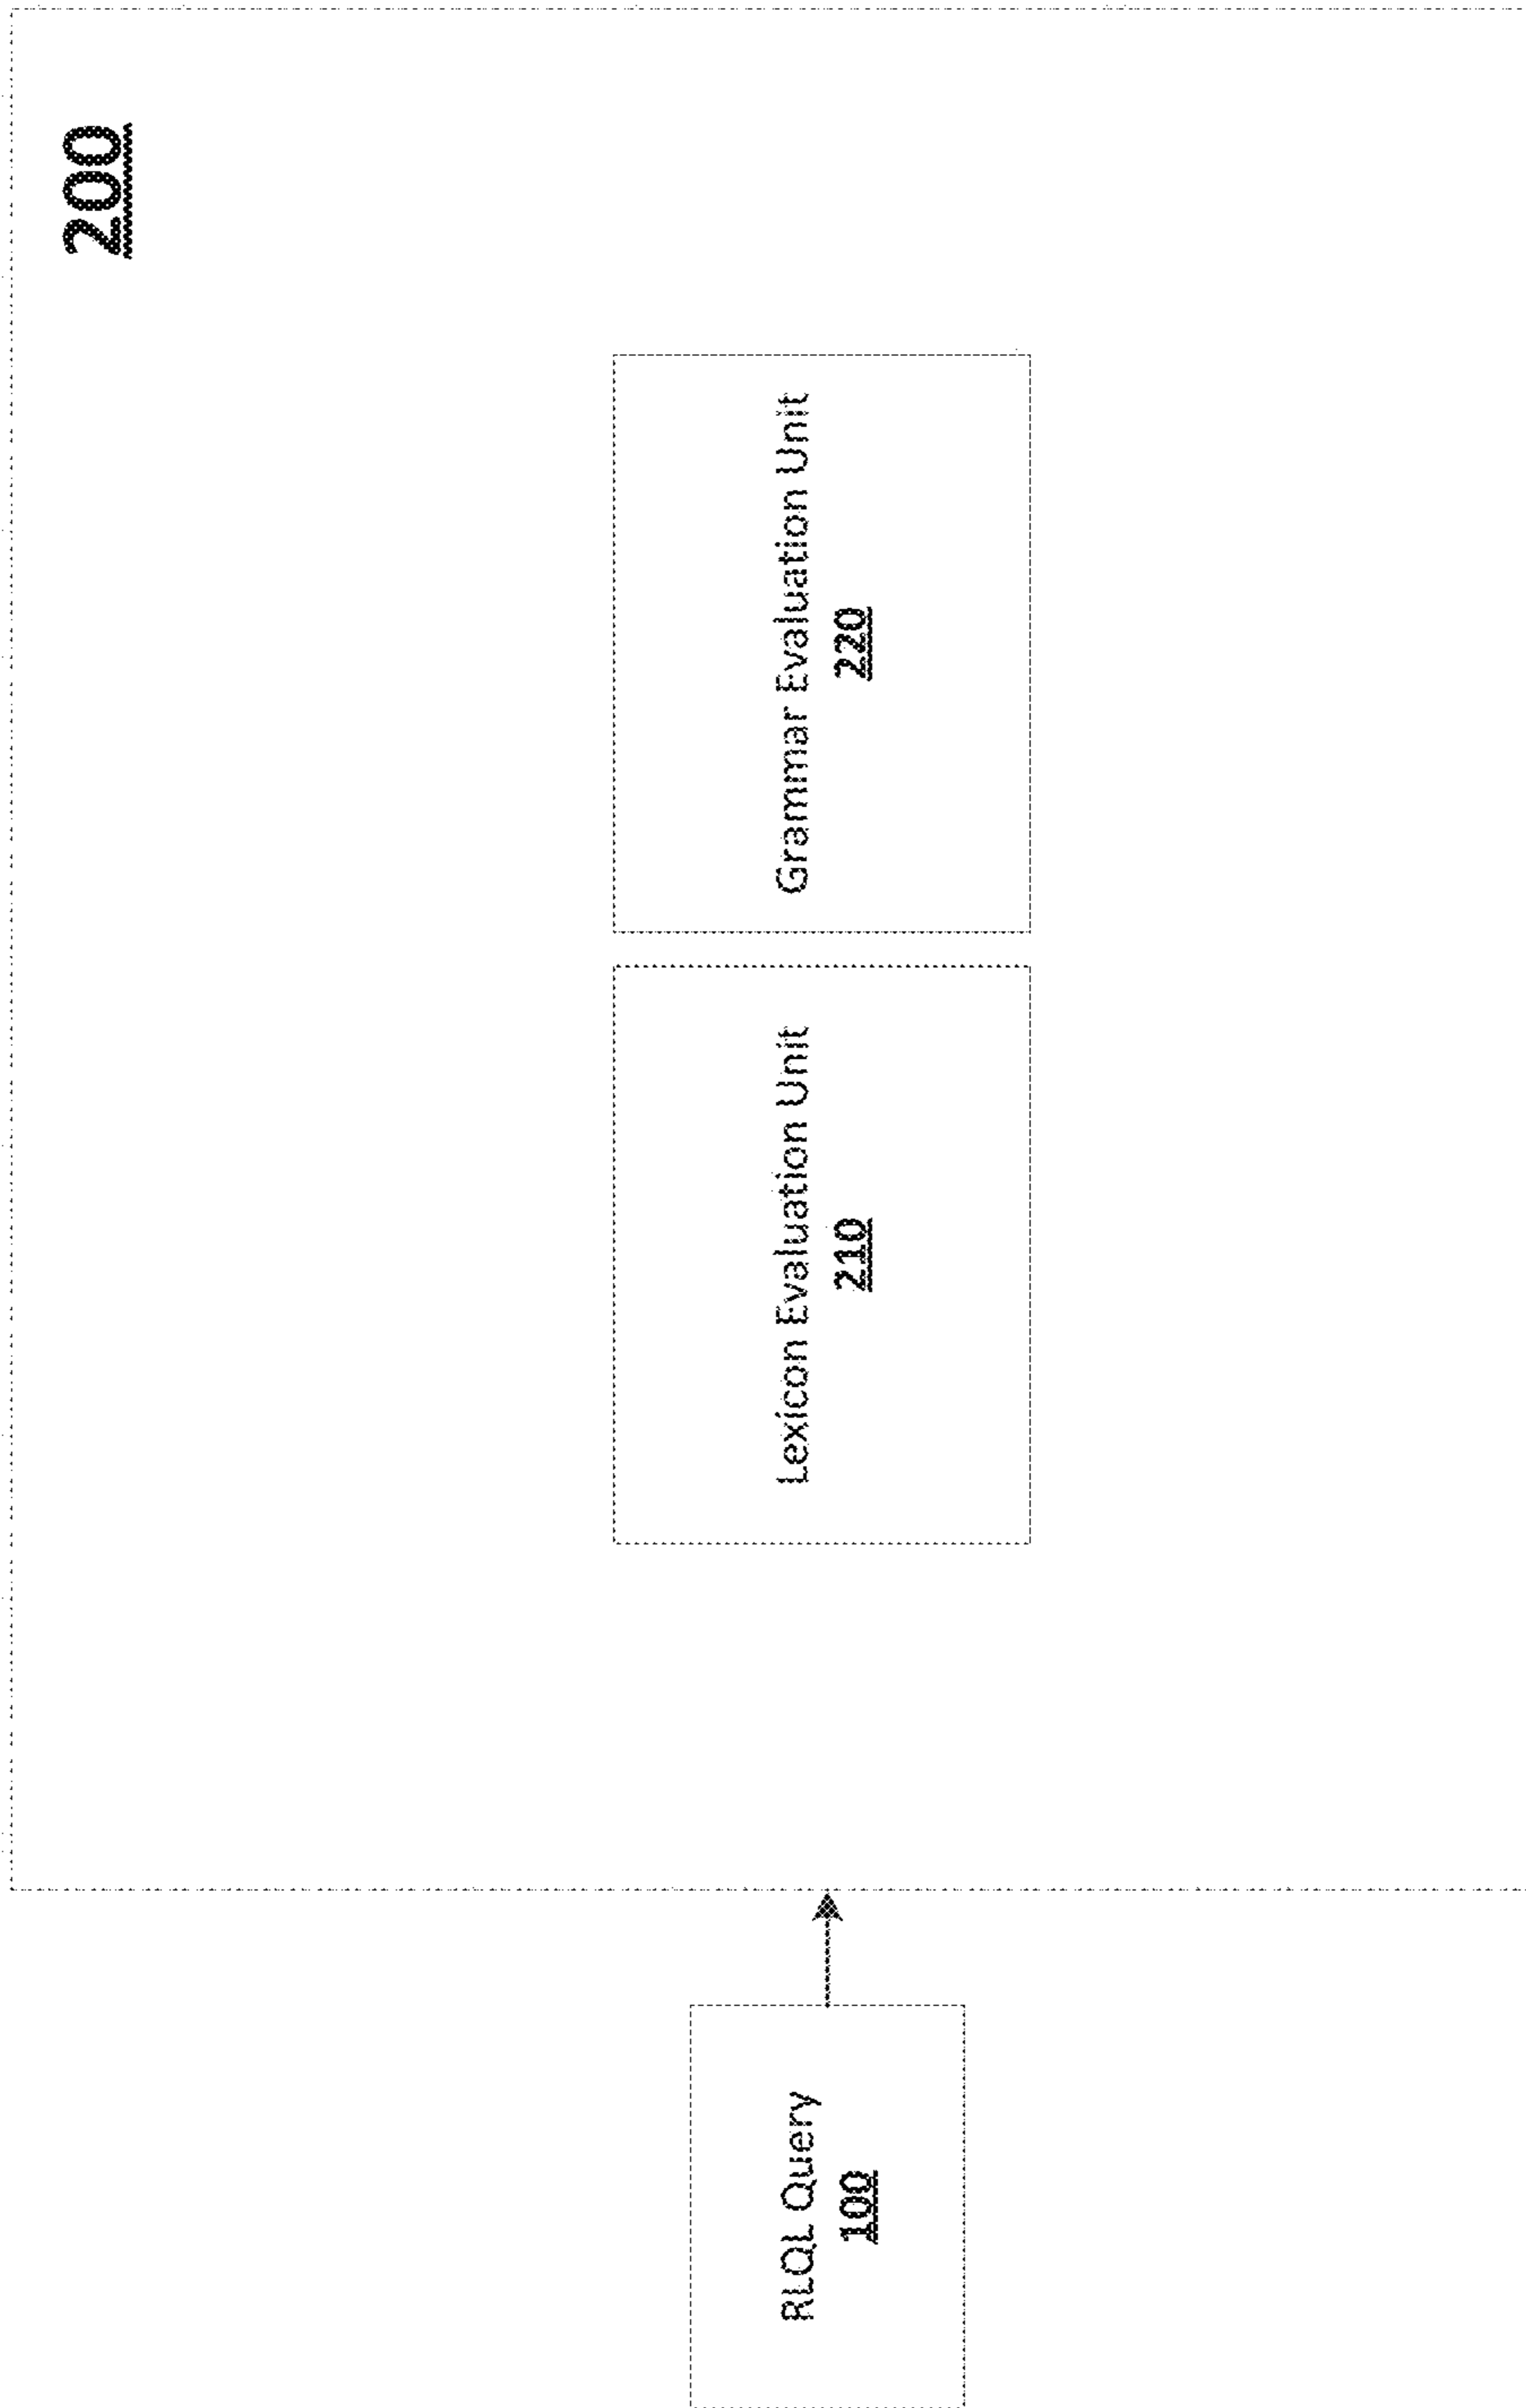 200
RLQL Query
100
Lexicon Evaluation Unit
210
Grammar Evaluation Unit
220